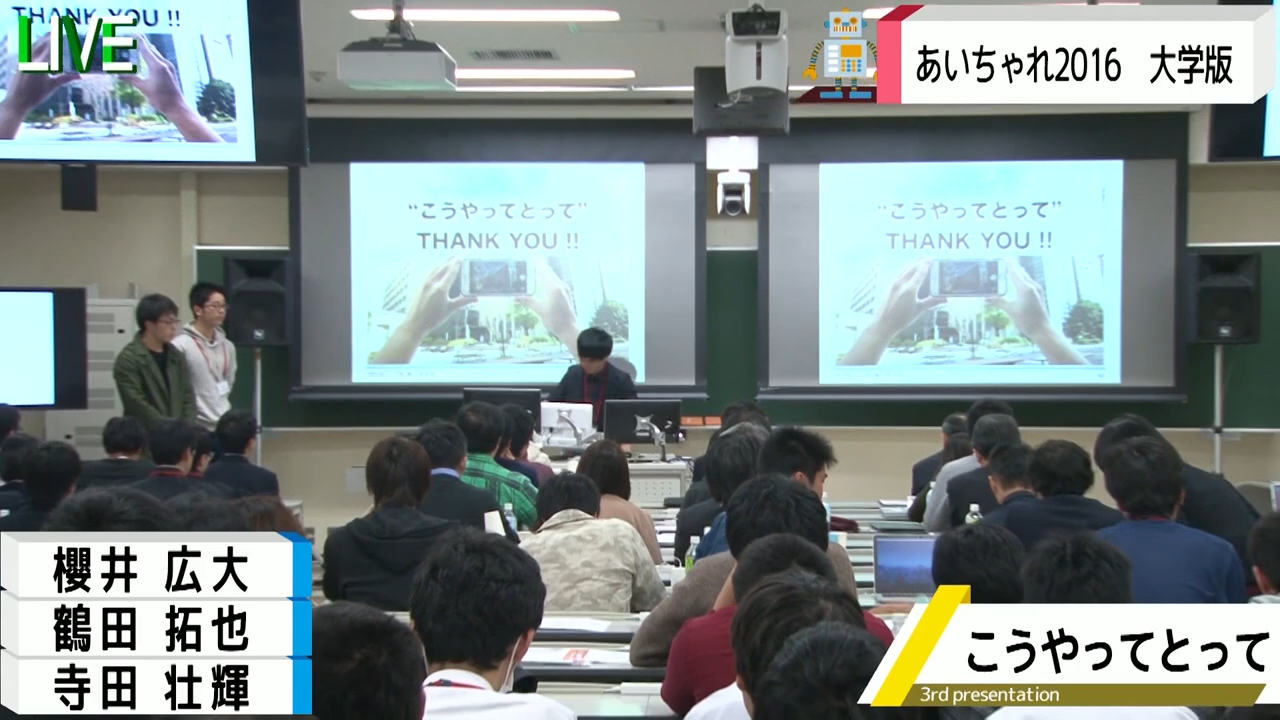 THANK YOU !!
LIVE
あいちゃれ2016 大学版
“こうやってとって”
THANK YOU !!
“こうやってとって”
THANK YOU !!
櫻井 広大
鶴田 拓也
寺田 壮輝
こうやってとって
3rd presentation